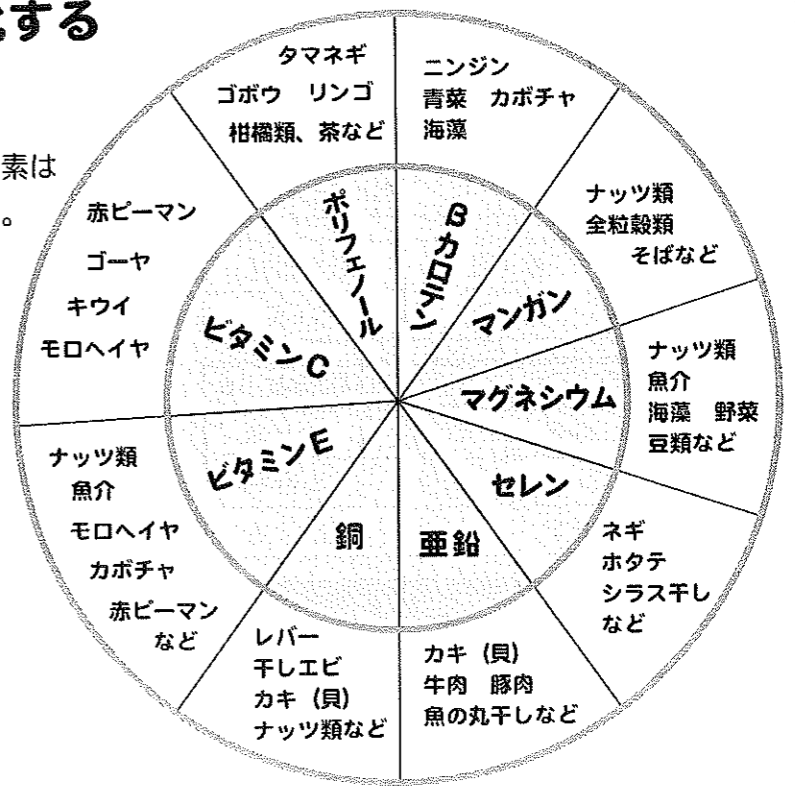 する
素は
。
タマネギ
ゴボウ リンゴ
柑橘類、茶など
ニンジン
青菜 カボチャ
海藻
ナッツ類
全粒穀類
そばなど
ナッツ類
魚介
海藻 野菜
豆類など
ネギ
ホタテ
シラス干し
など
カキ（貝）
牛肉 豚肉
魚の丸干しなど
レバー
干しエビ
カキ（貝）
ナッツ類など
ナッツ類
魚介
モロヘイヤ
カボチャ
赤ピーマン
など
赤ピーマン
ゴーヤ
キウイ
モロヘイヤ
ポリフェノール
Bカロテン
マンガン
マグネシウム
セレン
亜鉛
銅
ビタミンE
ビタミンC